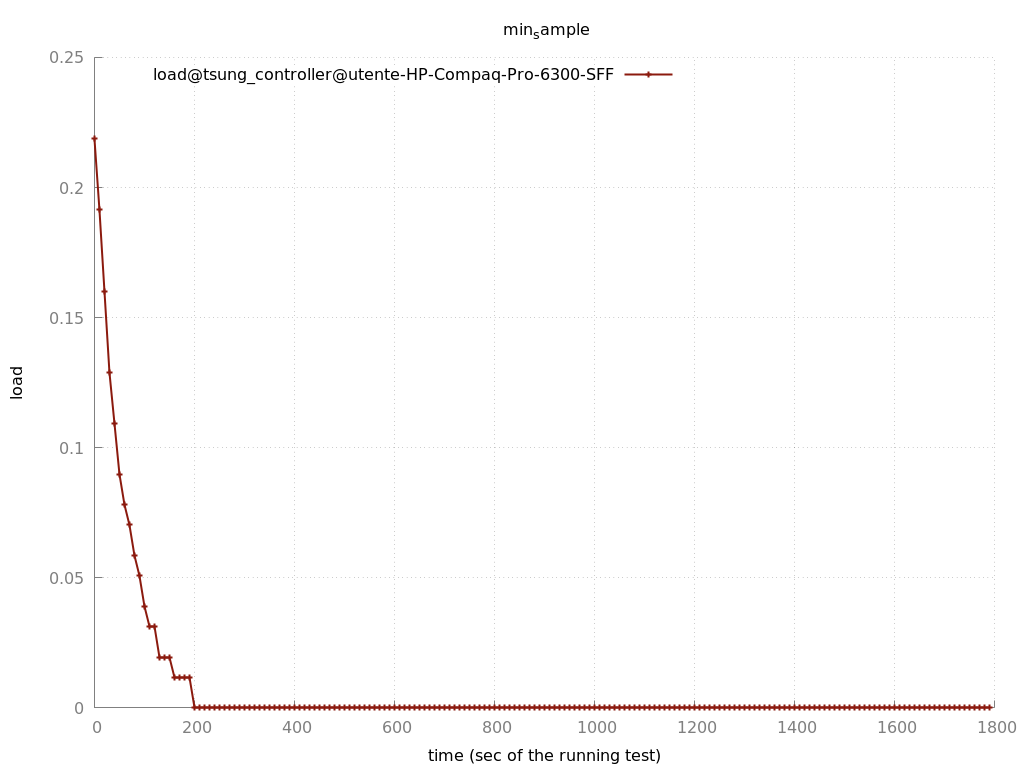 min_sample
load@tsung_controller@utente-HP-Compaq-Pro-6300-SFF
0.25
0.2
0.15
0.1
0.05
0
load
0 200 400 600 800 1000 1200 1400 1600 1800
time (sec of the running test)